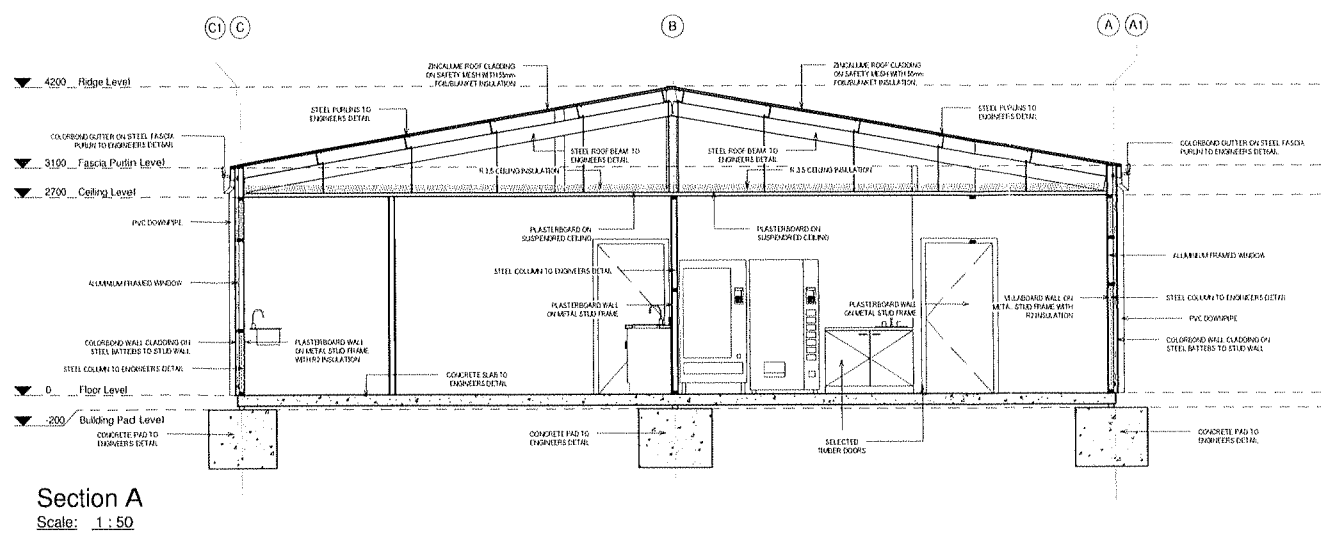 C1 C B A A1
ZINCALUME ROOF CLADDING
ON SAFETY MESH WITH 55mm
FOIL/BLANKET INSULATION
ZINCALUME ROOF CLADDING
ON SAFETY MESH WITH 55mm
FOIL/BLANKET INSULATION
4200 Ridge Level
STEEL PURLINS TO
ENGINEERS DETAIL
STEEL PURLINS TO
ENGINEERS DETAIL
COLORBOND GUTTER ON STEEL FASCIA
PURLIN TO ENGINEERS DETAIL
COLORBOND GUTTER ON STEEL FASCIA
PURLIN TO ENGINEERS DETAIL
STEEL ROOF BEAM TO
ENGINEERS DETAIL
STEEL ROOF BEAM TO
ENGINEERS DETAIL
3100 Fascia Purlin Level
R 3.5 CEILING INSULATION
R 3.5 CEILING INSULATION
2700 Ceiling Level
PVC DOWNPIPE
PLASTERBOARD ON
SUSPENDRED CEILING
PLASTERBOARD ON
SUSPENDRED CEILING
ALUMINIUM FRAMED WINDOW
STEEL COLUMN TO ENGINEERS DETAIL
ALUMINIUM FRAMED WINDOW
PLASTERBOARD WALL
ON METAL STUD FRAME
PLASTERBOARD WALL
ON METAL STUD FRAME
VILLABOARD WALL ON
METAL STUD FRAME WITH
R2 INSULATION
STEEL COLUMN TO ENGINEERS DETAIL
PVC DOWNPIPE
COLORBOND WALL CLADDING ON
STEEL BATTENS TO STUD WALL
PLASTERBOARD WALL
ON METAL STUD FRAME
WITH R2 INSULATION
COLORBOND WALL CLADDING ON
STEEL BATTENS TO STUD WALL
STEEL COLUMN TO ENGINEERS DETAIL
CONCRETE SLAB TO
ENGINEERS DETAIL
0 Floor Level
-200 Building Pad Level
CONCRETE PAD TO
ENGINEERS DETAIL
CONCRETE PAD TO
ENGINEERS DETAIL
SELECTED
TIMBER DOORS
CONCRETE PAD TO
ENGINEERS DETAIL
Section A
Scale: 1 : 50